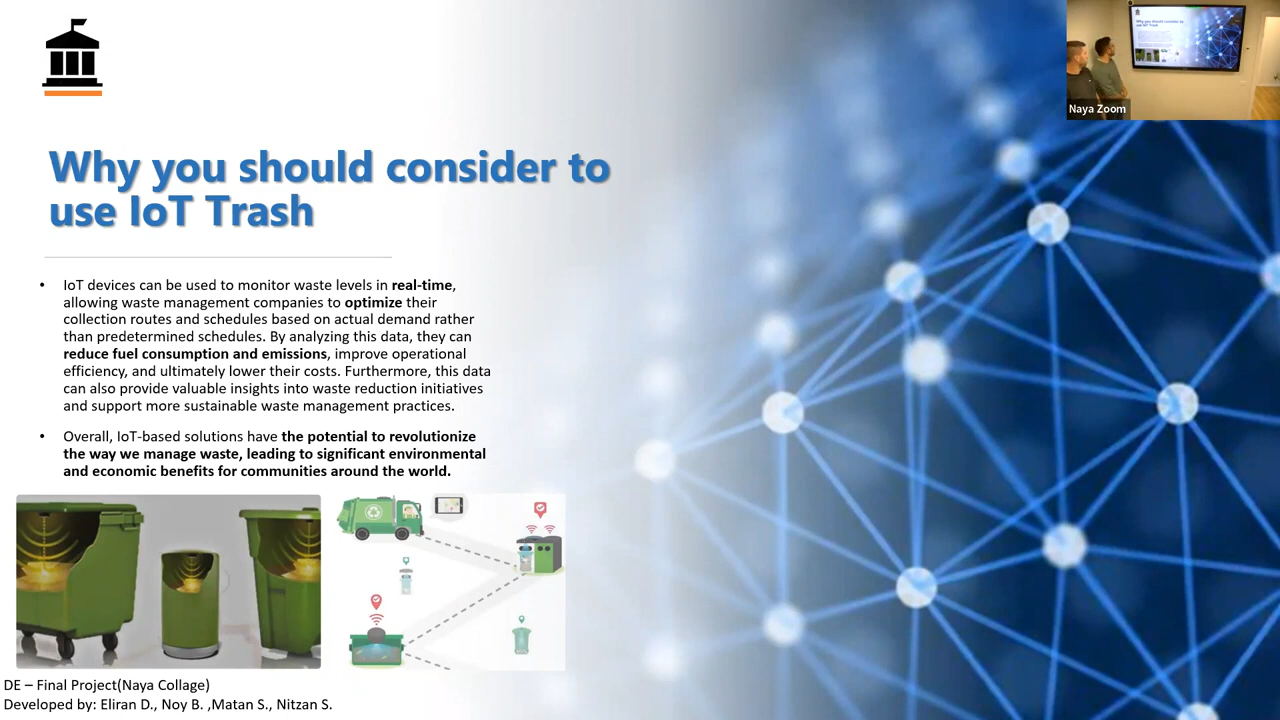 Naya Zoom
Why you should consider to
use IoT Trash
• IoT devices can be used to monitor waste levels in real-time,
allowing waste management companies to optimize their
collection routes and schedules based on actual demand rather
than predetermined schedules. By analyzing this data, they can
reduce fuel consumption and emissions, improve operational
efficiency, and ultimately lower their costs. Furthermore, this data
can also provide valuable insights into waste reduction initiatives
and support more sustainable waste management practices.
• Overall, IoT-based solutions have the potential to revolutionize
the way we manage waste, leading to significant environmental
and economic benefits for communities around the world.
DE – Final Project(Naya Collage)
Developed by: Eliran D., Noy B. ,Matan S., Nitzan S.